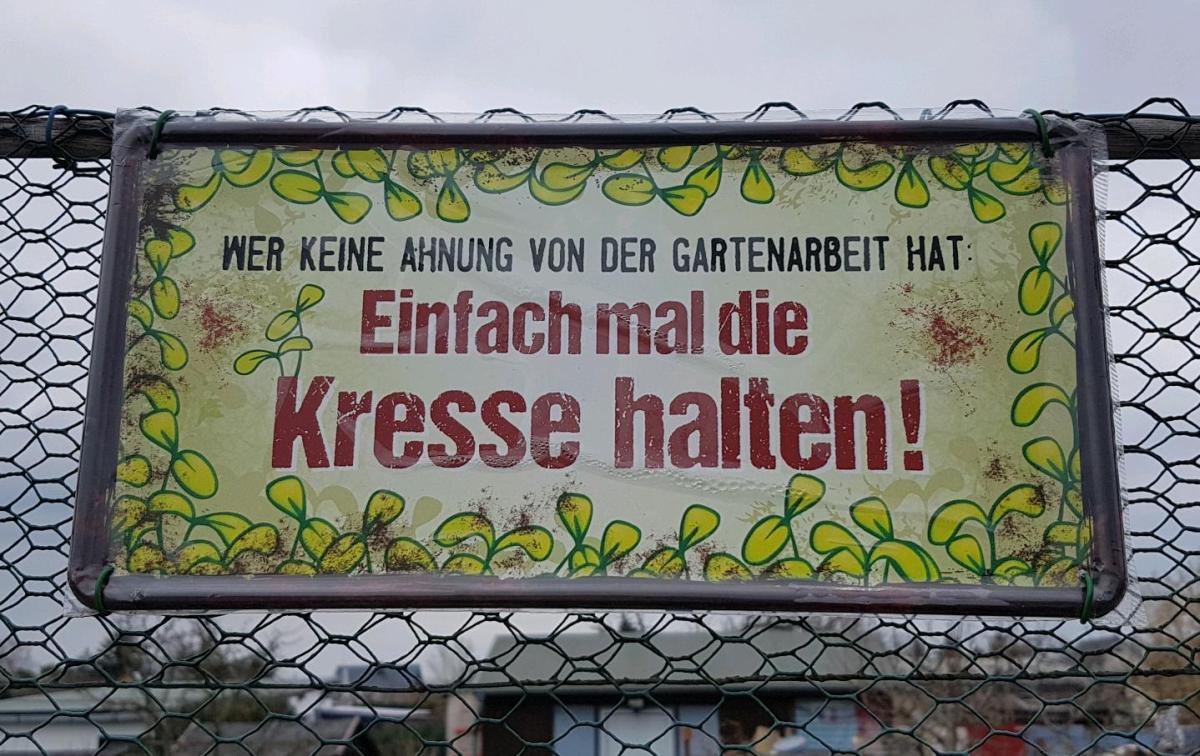 WER KEINE AHNUNG VON DER GARTENARBEIT HAT:
Einfach mal die
Kresse halten!